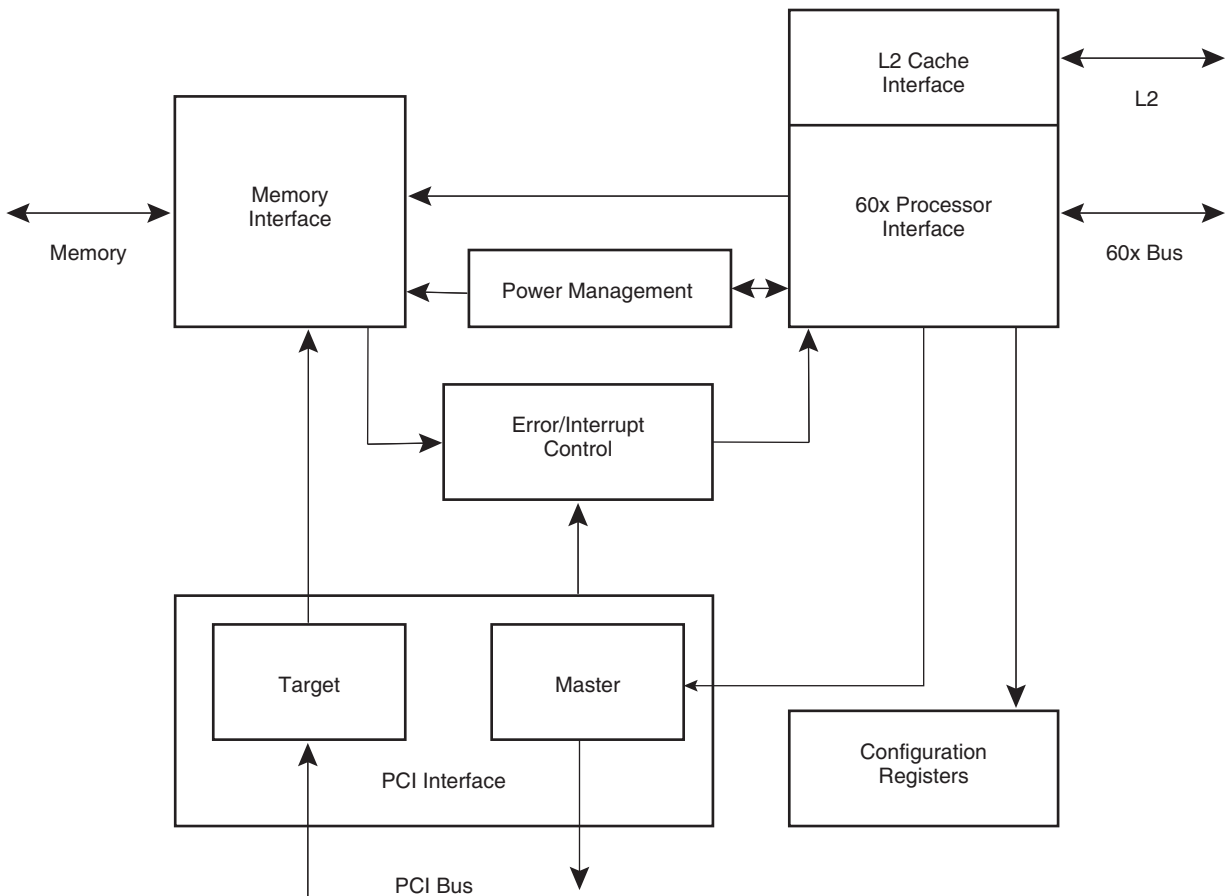 L2 Cache
Interface
L2
Memory
Interface
60x Processor
Interface
Memory
60x Bus
Power Management
Error/Interrupt
Control
Target
Master
Configuration
Registers
PCI Interface
PCI Bus